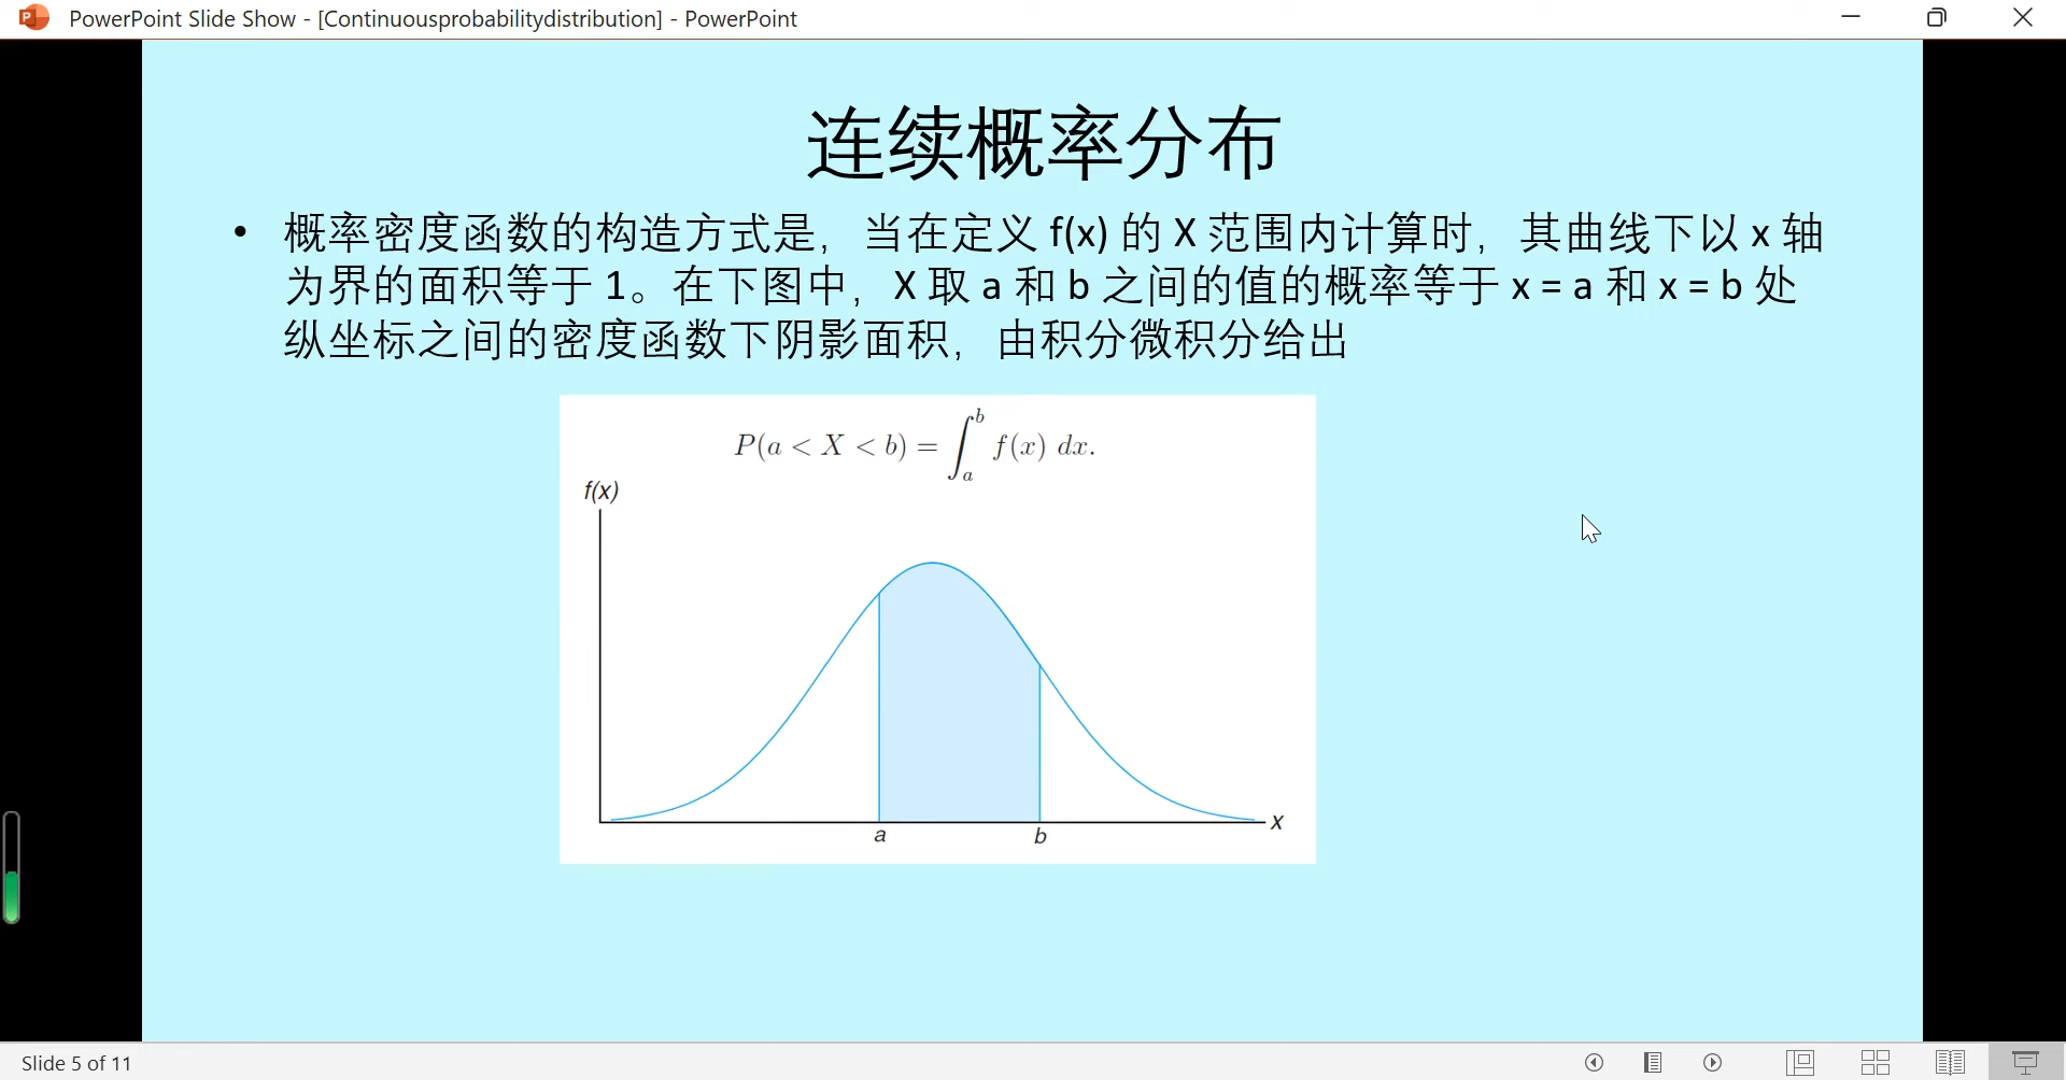 PowerPoint Slide Show - [Continuousprobabilitydistribution] - PowerPoint
连续概率分布
• 概率密度函数的构造方式是，当在定义 f(x) 的 X 范围内计算时，其曲线下以 x 轴
为界的面积等于 1。在下图中，X 取 a 和 b 之间的值的概率等于 x = a 和 x = b 处
纵坐标之间的密度函数下阴影面积，由积分微积分给出
P(a < X < b) = ∫_a^b f(x) dx.
f(x)
x
a b
Slide 5 of 11